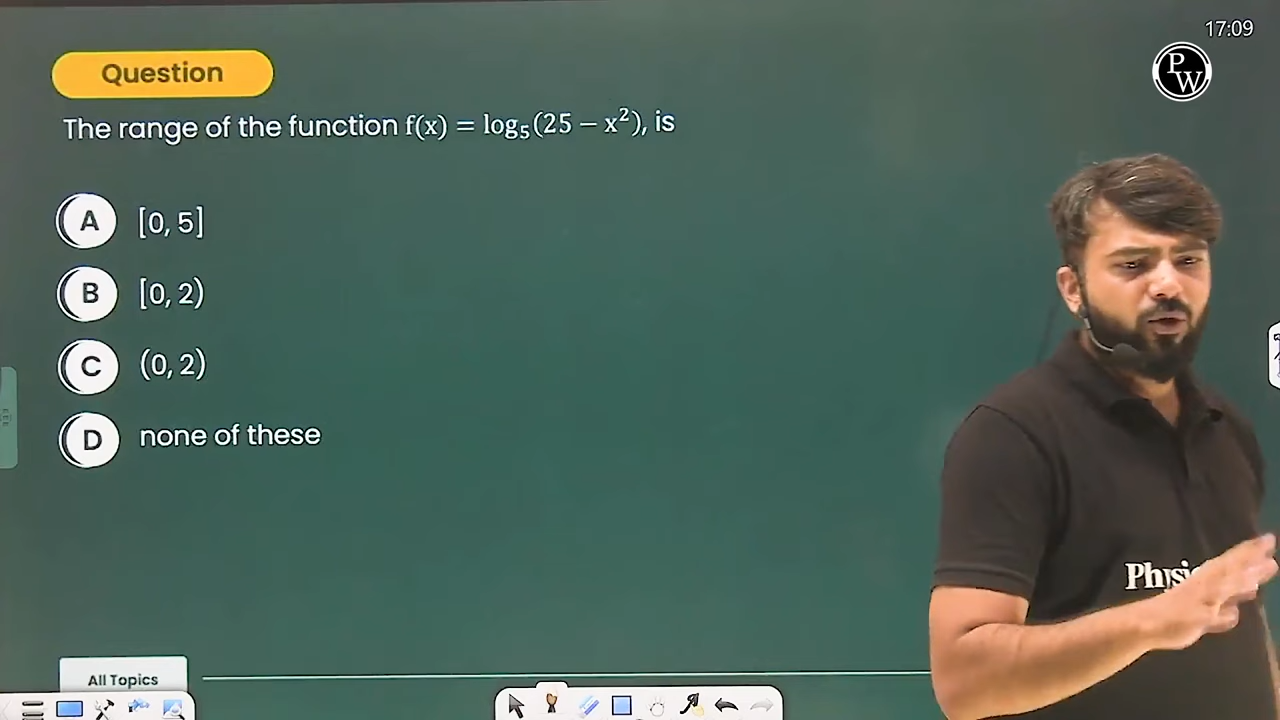 17:09
PW
Question
The range of the function f(x) = log₅(25 − x²), is
A [0, 5]
B [0, 2)
C (0, 2)
D none of these
All Topics